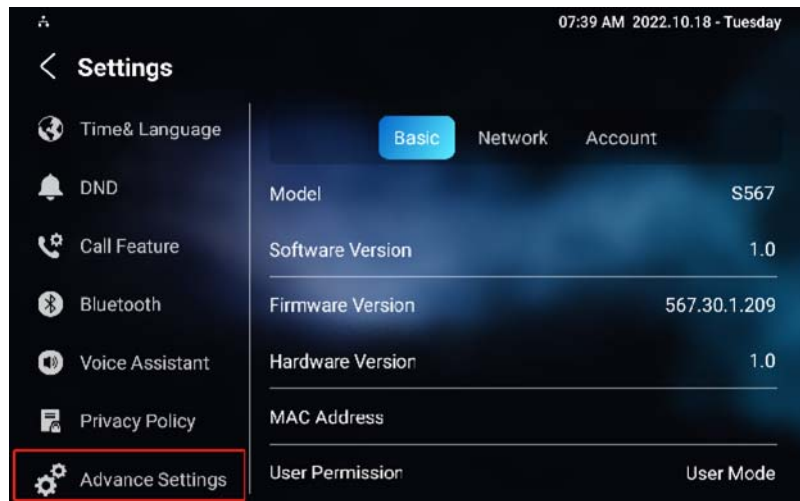 07:39 AM 2022.10.18 - Tuesday
Settings
Time& Language
DND
Call Feature
Bluetooth
Voice Assistant
Privacy Policy
Advance Settings
Basic Network Account
Model S567
Software Version 1.0
Firmware Version 567.30.1.209
Hardware Version 1.0
MAC Address
User Permission User Mode